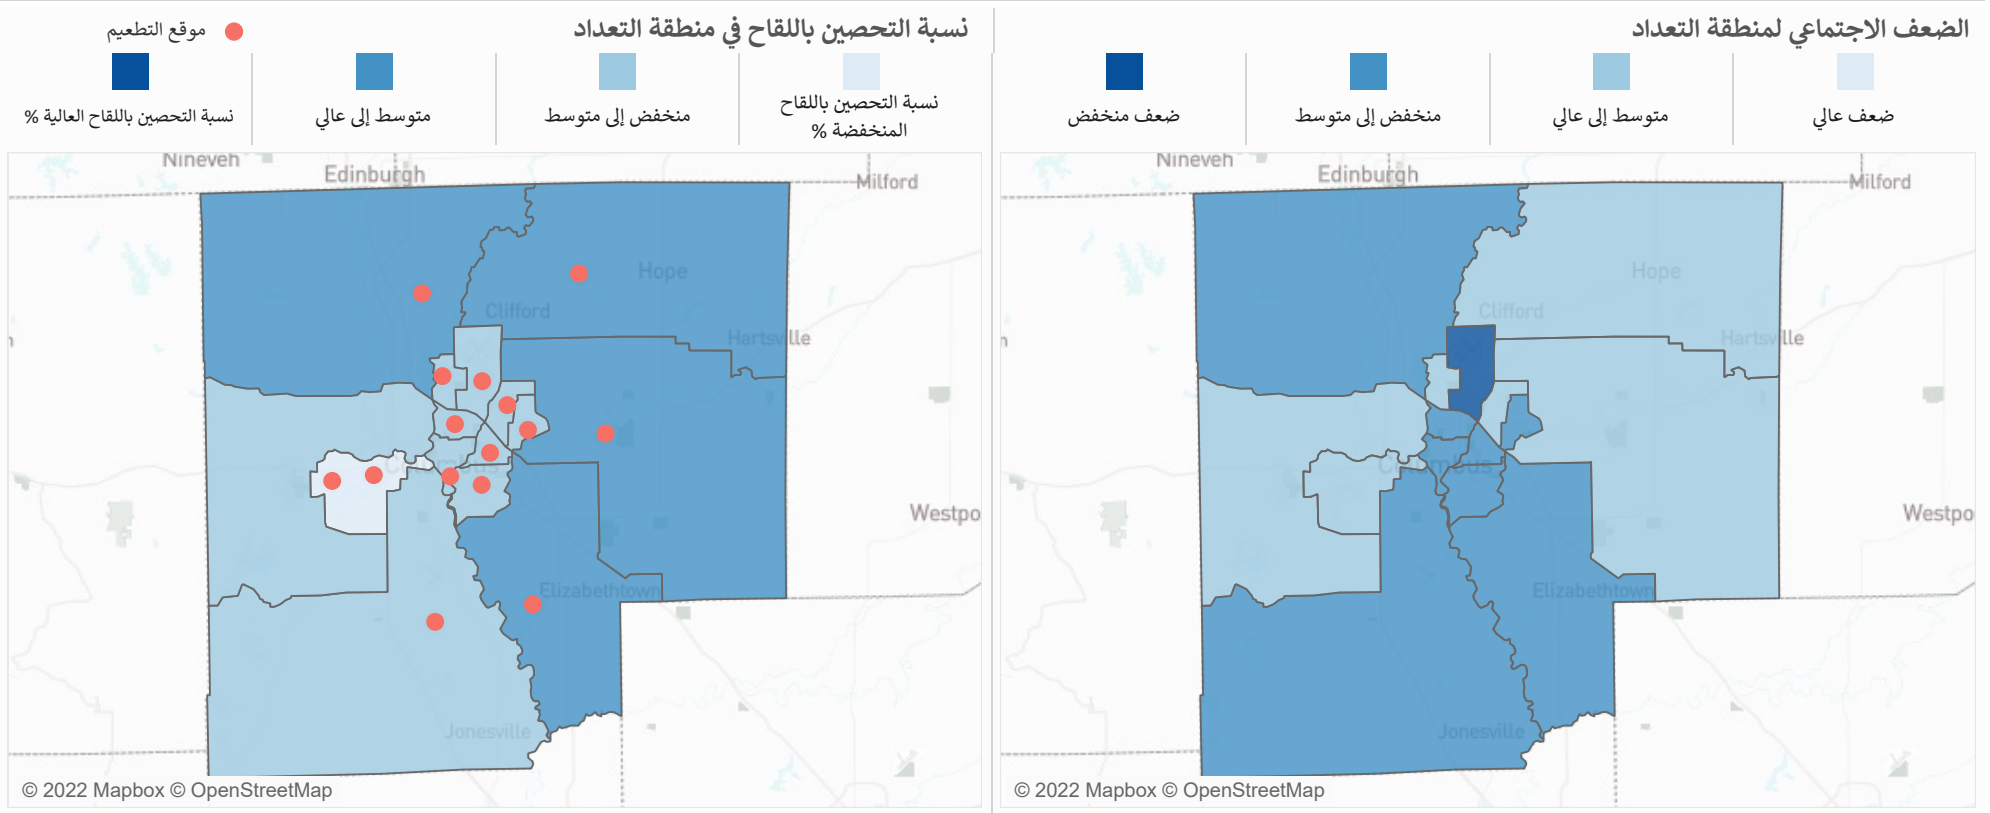 الضعف الاجتماعي لمنطقة التعداد
ضعف عالي
متوسط إلى عالي
منخفض إلى متوسط
ضعف منخفض
Nineveh
Edinburgh
Milford
Hope
Clifford
Hartsville
Columbus
Westpo
Elizabethtown
Jonesville
© 2022 Mapbox © OpenStreetMap
نسبة التحصين باللقاح في منطقة التعداد
موقع التطعيم
نسبة التحصين باللقاح
المنخفضة %
منخفض إلى متوسط
متوسط إلى عالي
نسبة التحصين باللقاح العالية %
Nineveh
Edinburgh
Milford
Hope
Clifford
Hartsville
Columbus
Westpo
Elizabethtown
Jonesville
© 2022 Mapbox © OpenStreetMap